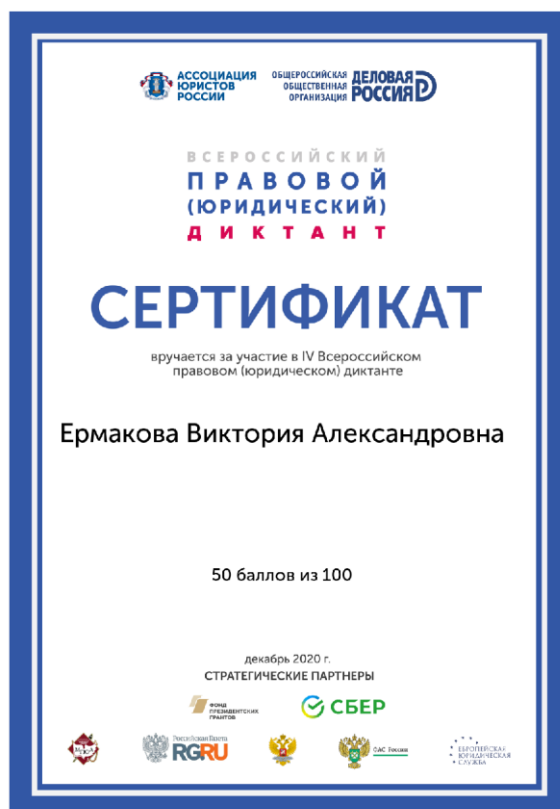 АССОЦИАЦИЯ
ЮРИСТОВ
РОССИИ
ОБЩЕРОССИЙСКАЯ
ОБЩЕСТВЕННАЯ
ОРГАНИЗАЦИЯ
ДЕЛОВАЯ
РОССИЯ
ВСЕРОССИЙСКИЙ
ПРАВОВОЙ
(ЮРИДИЧЕСКИЙ)
ДИКТАНТ
СЕРТИФИКАТ
вручается за участие в IV Всероссийском
правовом (юридическом) диктанте
Ермакова Виктория Александровна
50 баллов из 100
декабрь 2020 г.
СТРАТЕГИЧЕСКИЕ ПАРТНЕРЫ
ФОНД
ПРЕЗИДЕНТСКИХ
ГРАНТОВ
СБЕР
Российская Газета
RGRU
ФАС России
ЕВРОПЕЙСКАЯ
ЮРИДИЧЕСКАЯ
СЛУЖБА